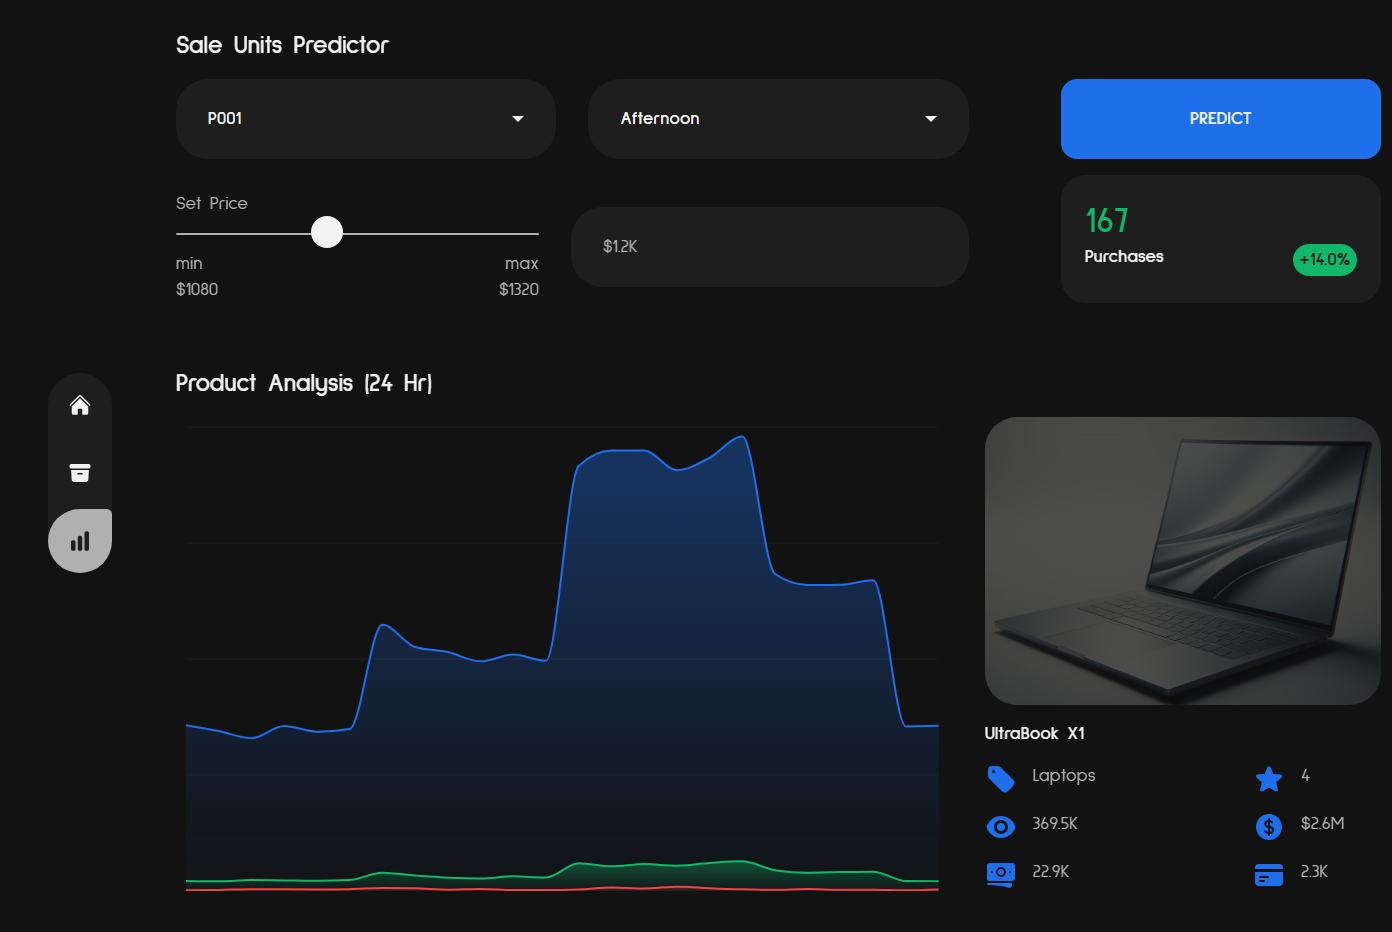 Sale Units Predictor
P001
Afternoon
PREDICT
Set Price
min
max
$1080
$1320
$1.2K
167
Purchases
+14.0%
Product Analysis (24 Hr)
UltraBook X1
Laptops
4
369.5K
$2.6M
22.9K
2.3K